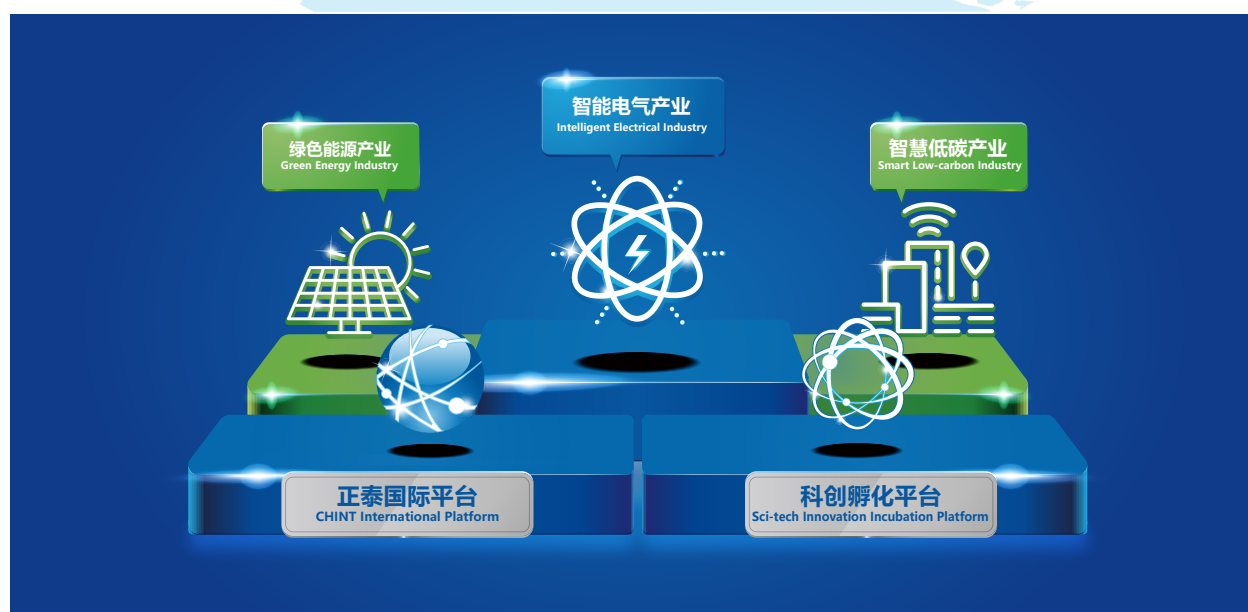 智能电气产业
Intelligent Electrical Industry
绿色能源产业
Green Energy Industry
智慧低碳产业
Smart Low-carbon Industry
正泰国际平台
CHINT International Platform
科创孵化平台
Sci-tech Innovation Incubation Platform